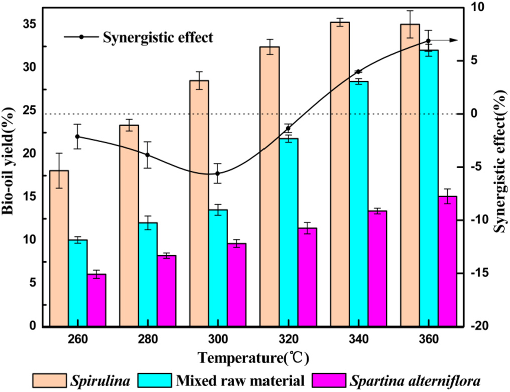 Synergistic effect
Bio-oil yield(%)
35
30
25
20
15
10
5
0
10
5
0
-5
-10
-15
-20
Synergistic effect(%)
260 280 300 320 340 360
Temperature(℃)
Spirulina Mixed raw material Spartina alterniflora